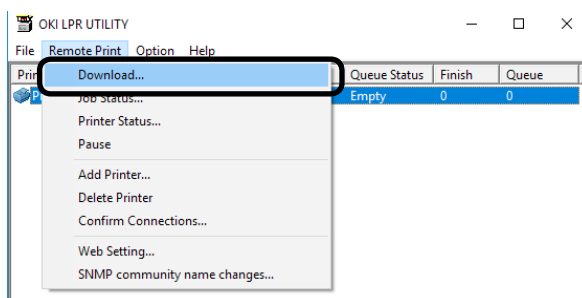 OKI LPR UTILITY
File Remote Print Option Help
Prin Queue Status Finish Queue
Download...
P Empty 0 0
Job Status...
Printer Status...
Pause
Add Printer...
Delete Printer
Confirm Connections...
Web Setting...
SNMP community name changes...